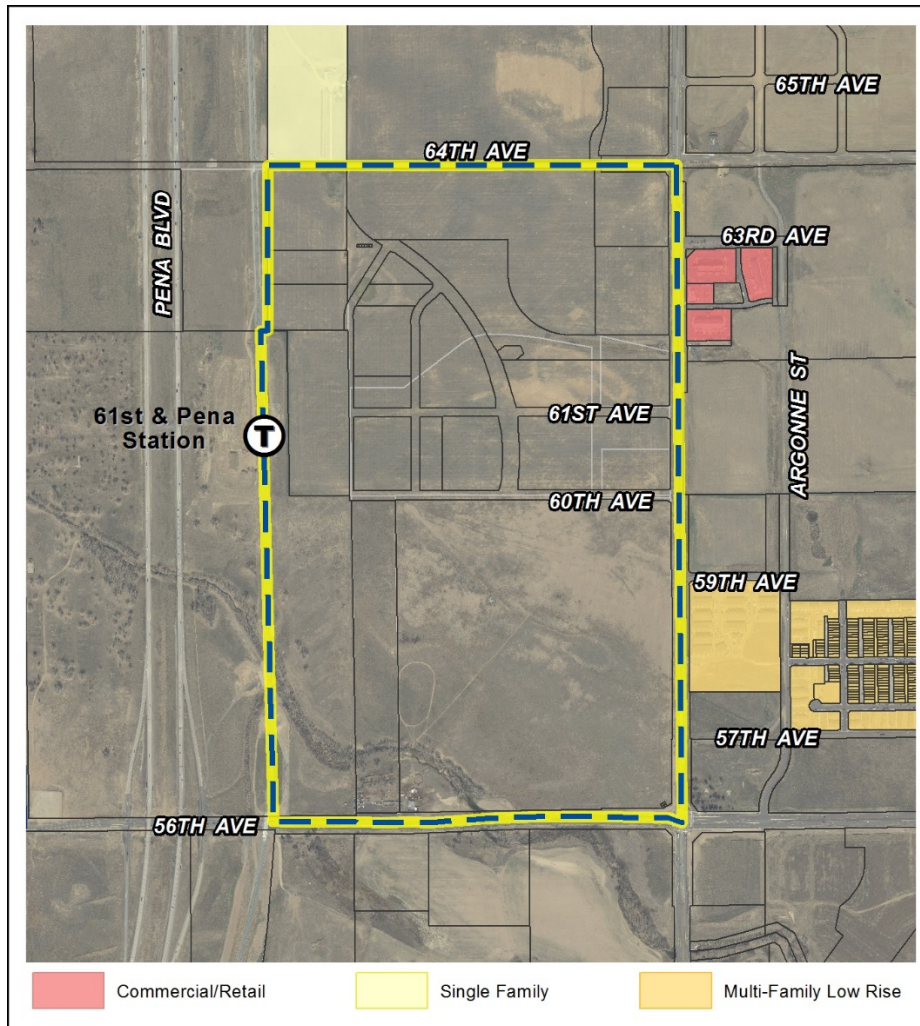 65TH AVE
64TH AVE
PENA BLVD
63RD AVE
61st & Pena
Station
T
61ST AVE
ARGONNE ST
60TH AVE
59TH AVE
57TH AVE
56TH AVE
Commercial/Retail
Single Family
Multi-Family Low Rise